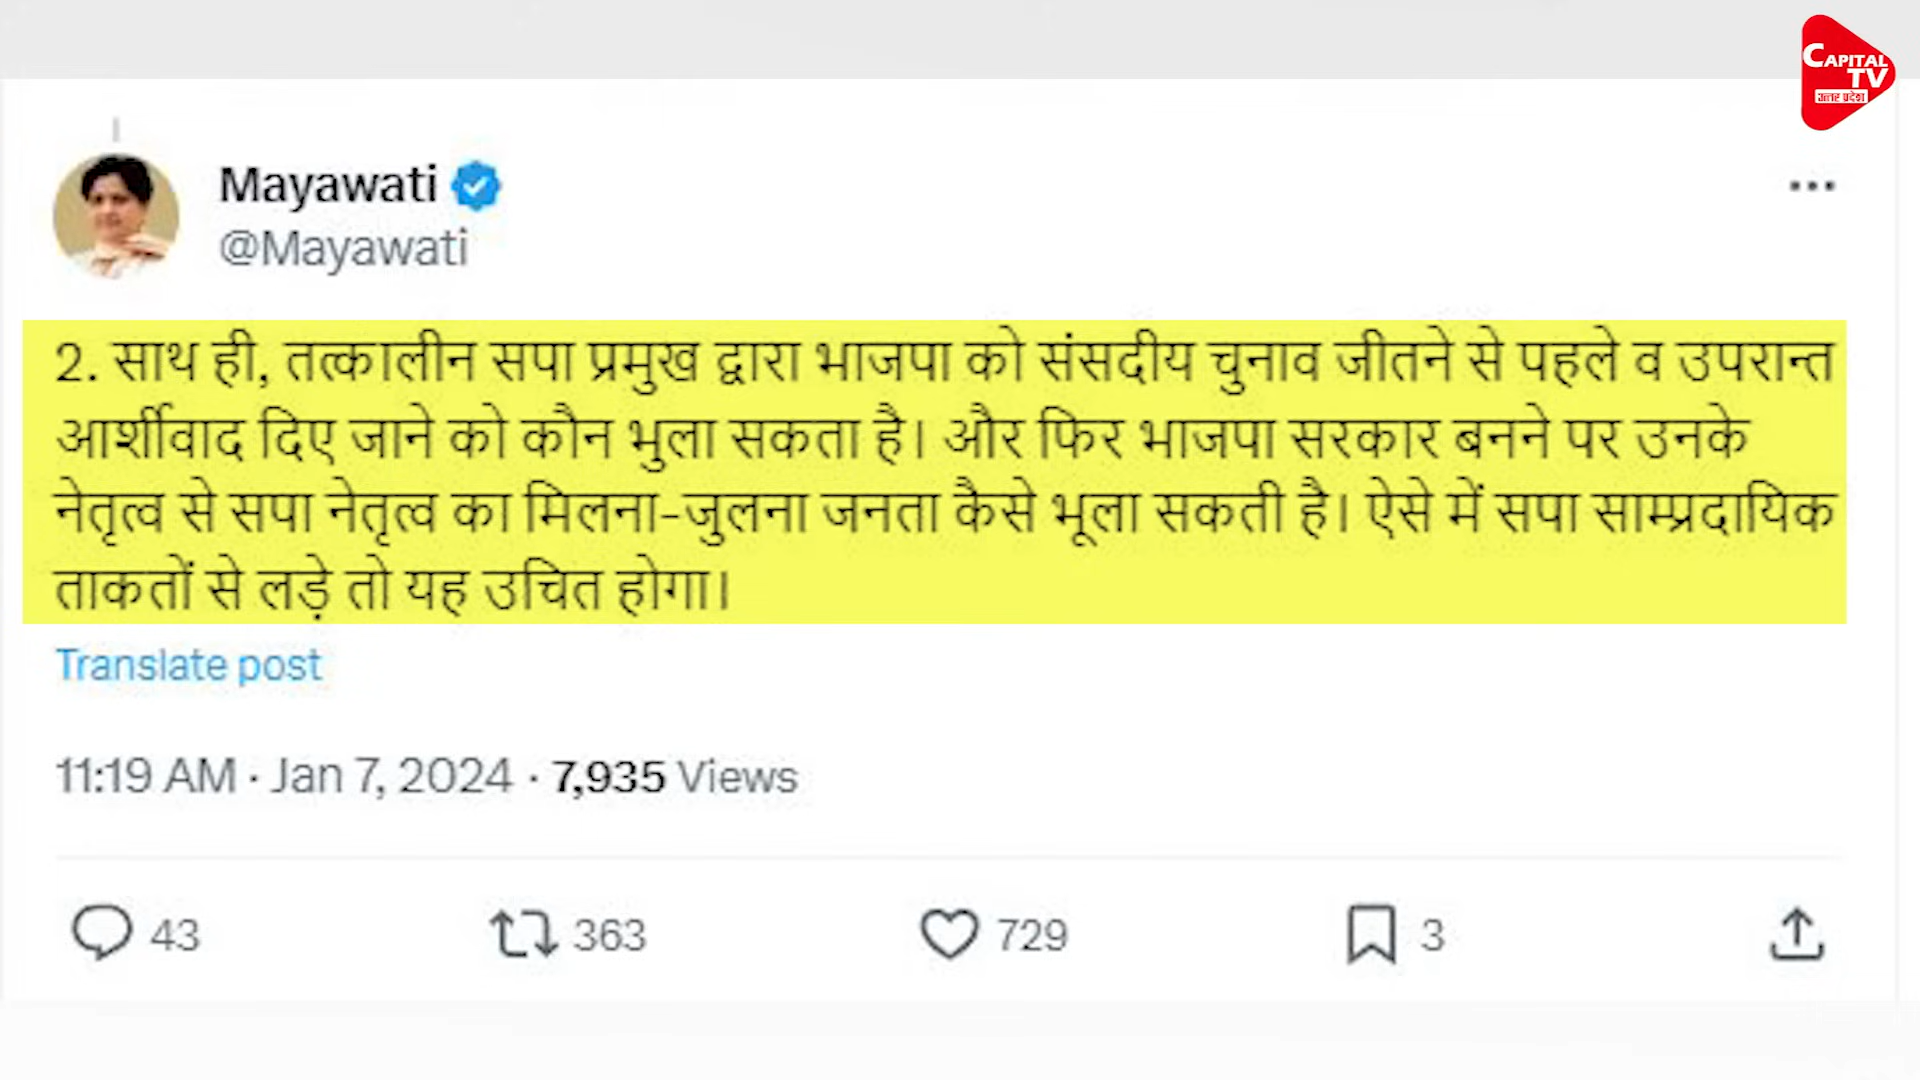 CAPITAL
TV
उत्तर प्रदेश
Mayawati
@Mayawati
2. साथ ही, तत्कालीन सपा प्रमुख द्वारा भाजपा को संसदीय चुनाव जीतने से पहले व उपरान्त
आर्शीवाद दिए जाने को कौन भुला सकता है। और फिर भाजपा सरकार बनने पर उनके
नेतृत्व से सपा नेतृत्व का मिलना-जुलना जनता कैसे भूला सकती है। ऐसे में सपा साम्प्रदायिक
ताकतों से लड़े तो यह उचित होगा।
Translate post
11:19 AM · Jan 7, 2024 · 7,935 Views
43 363 729 3